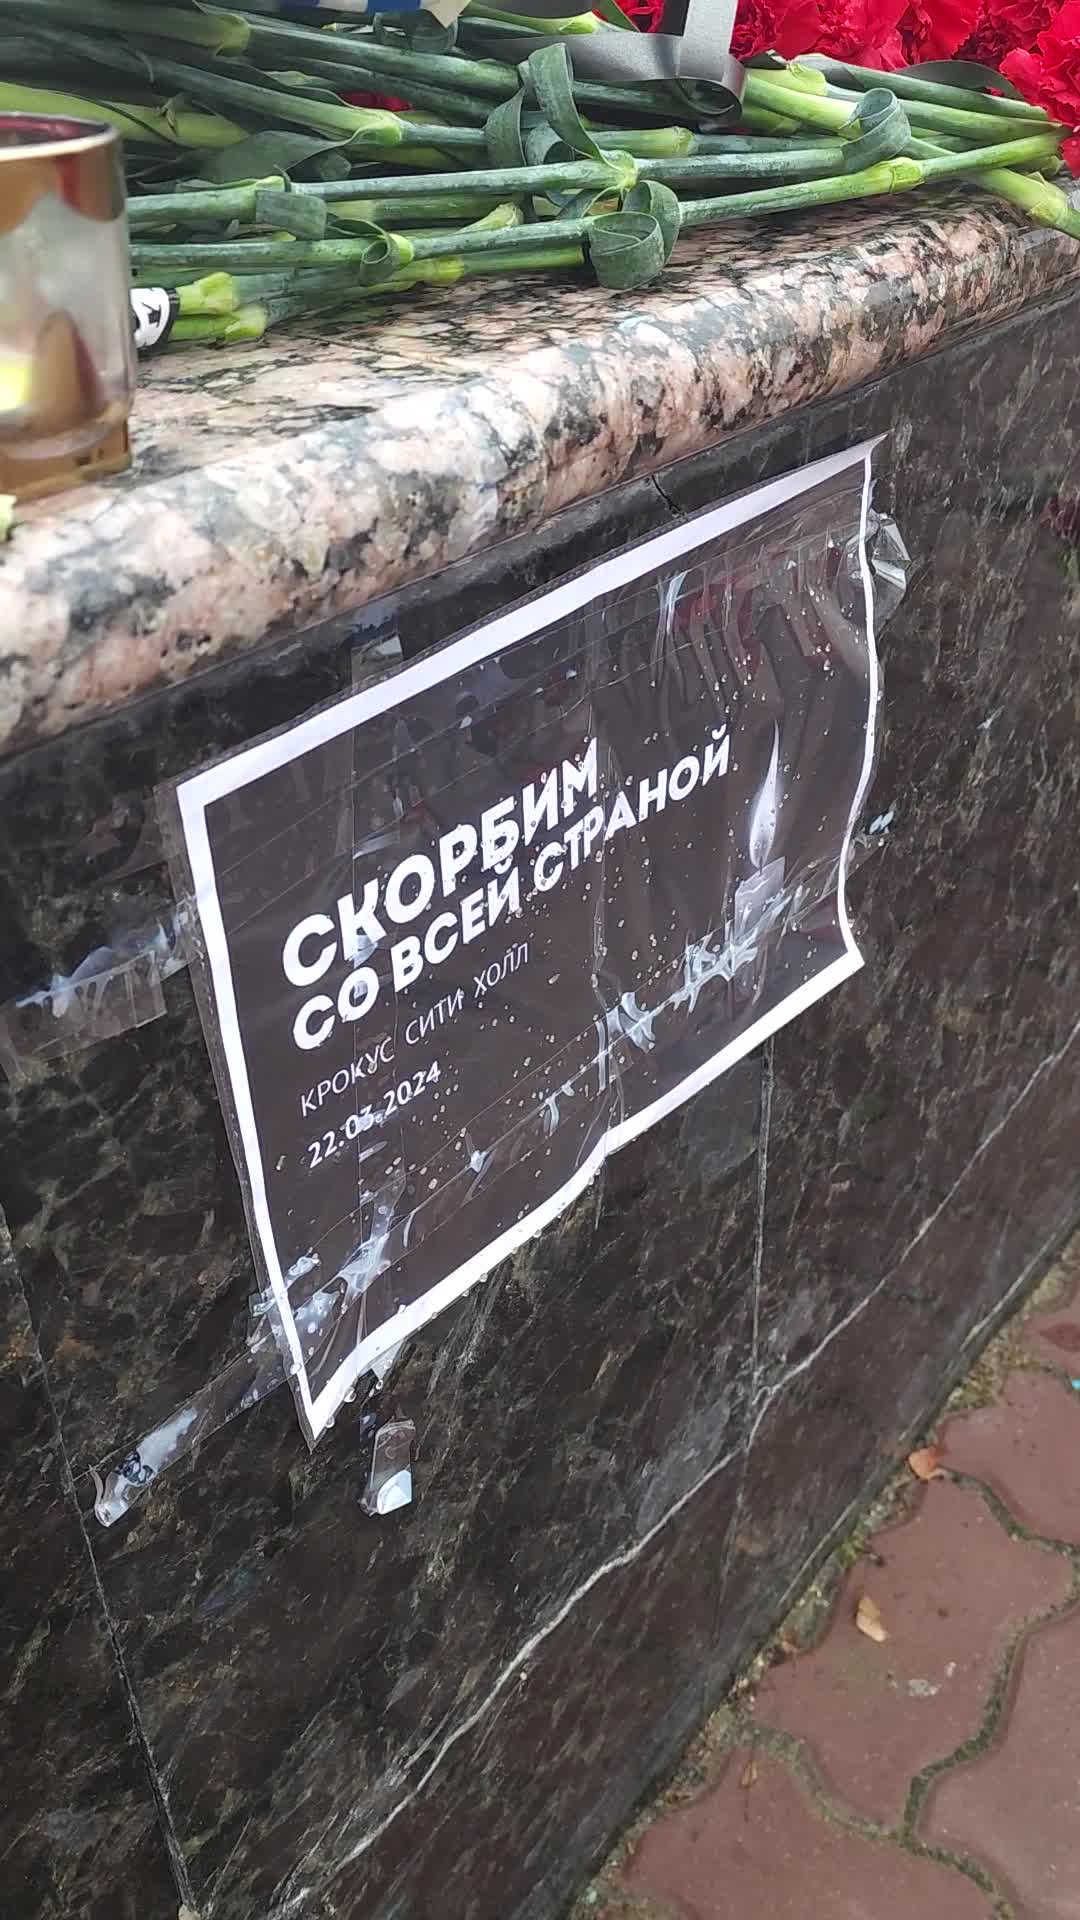 СКОРБИМ
СО ВСЕЙ СТРАНОЙ
КРОКУС СИТИ ХОЛЛ
22.03.2024